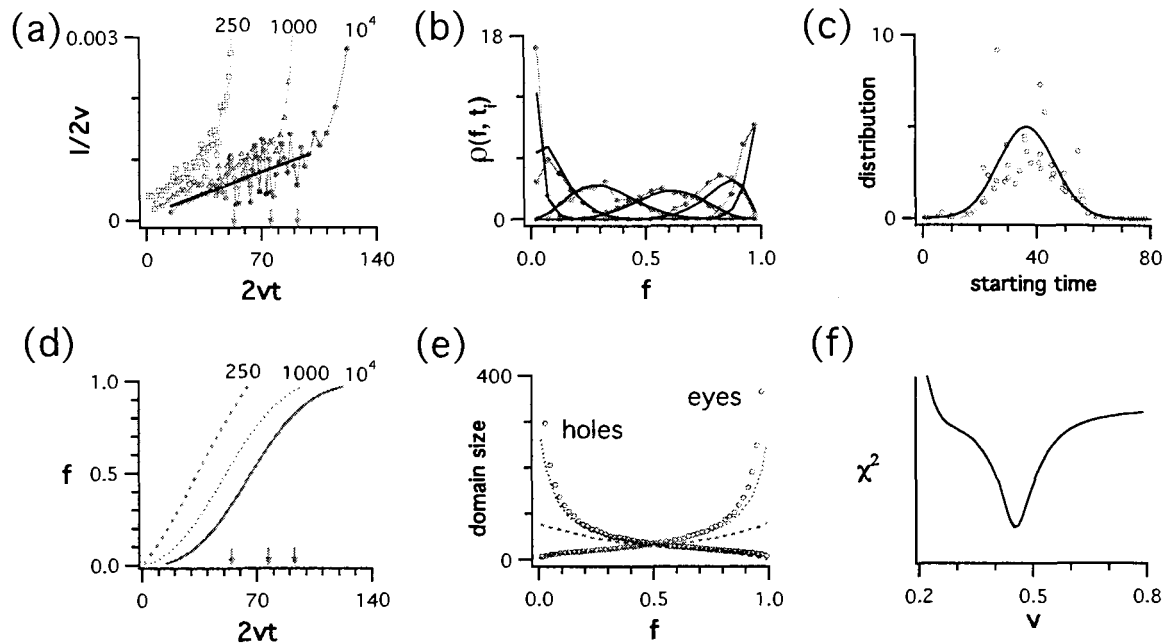 (a)
250 1000 10⁴
0.003
I/2v
0
0 70 140
2vt
(b)
18
ρ(f, tᵢ)
0
0.0 0.5 1.0
f
(c)
10
distribution
0
0 40 80
starting time
(d)
250 1000 10⁴
1.0
f 0.5
0.0
0 70 140
2vt
(e)
400
domain size
holes
eyes
0
0.0 0.5 1.0
f
(f)
χ²
0.2 0.5 0.8
v